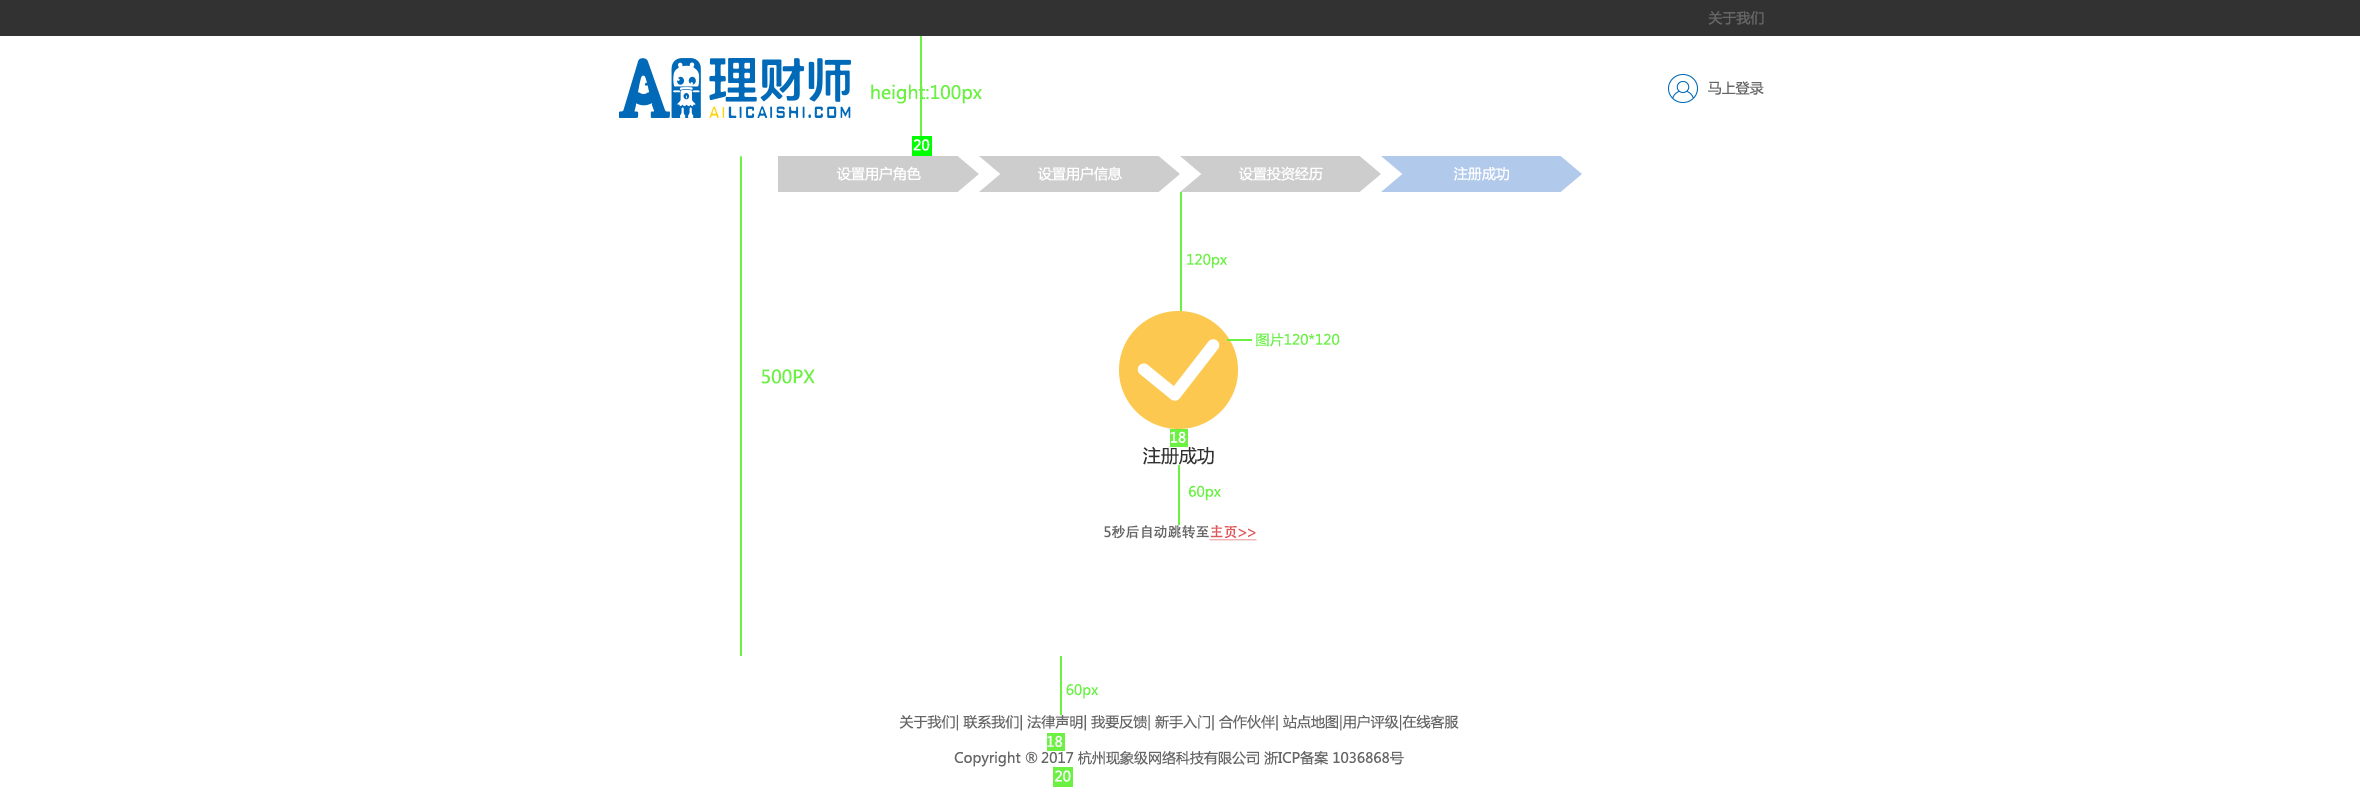 关于我们
理财师
AILICAISHI.COM
height:100px
马上登录
20
设置用户角色
设置用户信息
设置投资经历
注册成功
120px
图片120*120
500PX
18
注册成功
60px
5秒后自动跳转至主页>>
60px
关于我们| 联系我们| 法律声明| 我要反馈| 新手入门| 合作伙伴| 站点地图|用户评级|在线客服
18
Copyright ® 2017 杭州现象级网络科技有限公司 浙ICP备案 1036868号
20